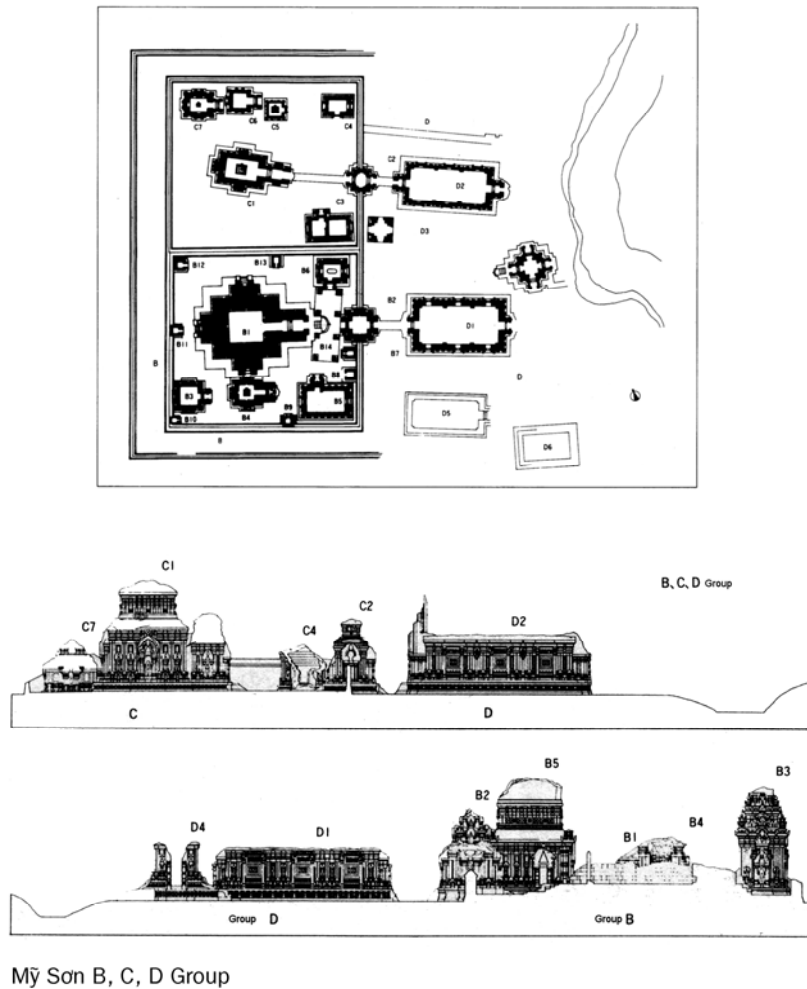 D
C7
C6
C5
C4
C2
D2
C1
C3
D3
B12
B13
B6
B2
B1
D1
B11
B14
B7
B
B8
D
B3
B4
B5
D5
B9
B10
D6
B
C1
B、C、D Group
C2
D2
C7
C4
C
D
B5
B3
B2
D4
D1
B1
B4
Group D
Group B
Mỹ Sơn B, C, D Group